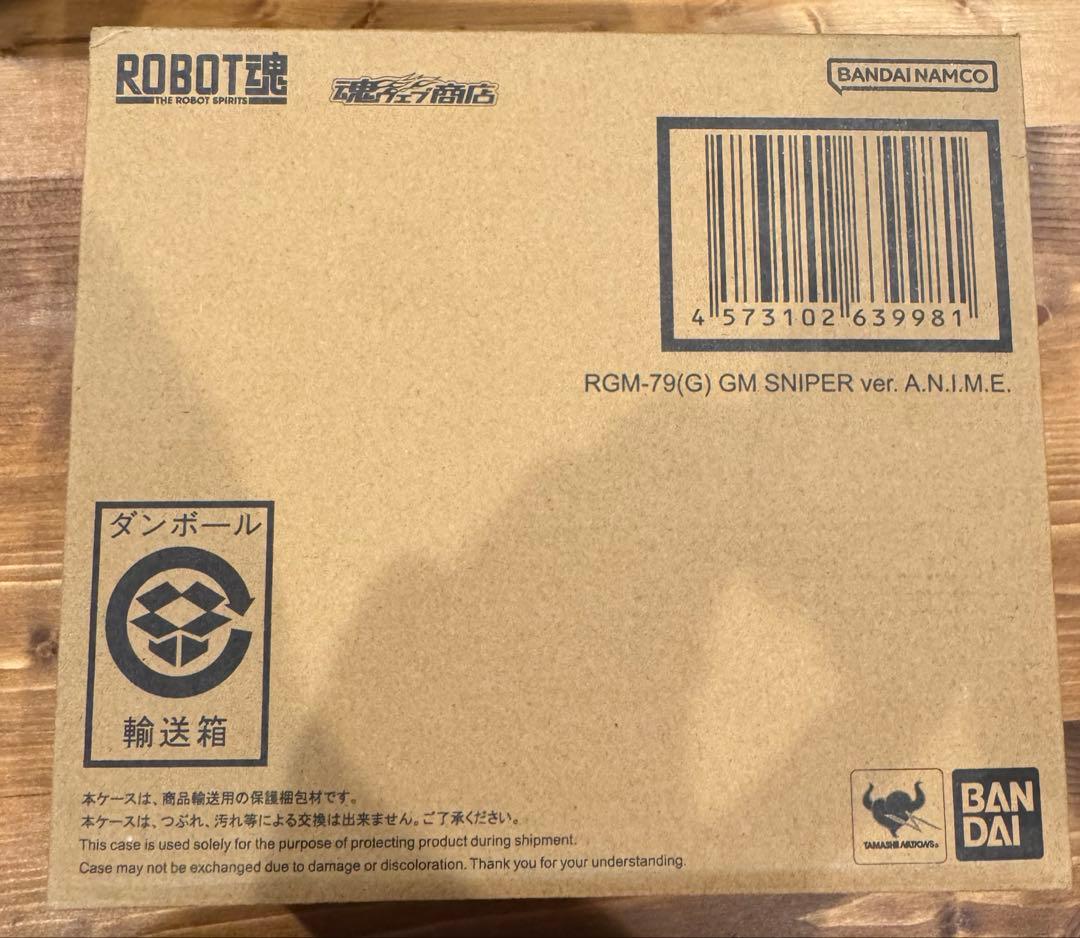 ROBOT魂
THE ROBOT SPIRITS
魂ウェブ商店
BANDAI NAMCO
4 573102 639981
RGM-79(G) GM SNIPER ver. A.N.I.M.E.
ダンボール
輸送箱
本ケースは、商品輸送用の保護梱包材です。
本ケースは、つぶれ、汚れ等による交換は出来ません。ご了承ください。
This case is used solely for the purpose of protecting product during shipment.
Case may not be exchanged due to damage or discoloration. Thank you for your understanding.
TAMASHII NATIONS
BAN
DAI